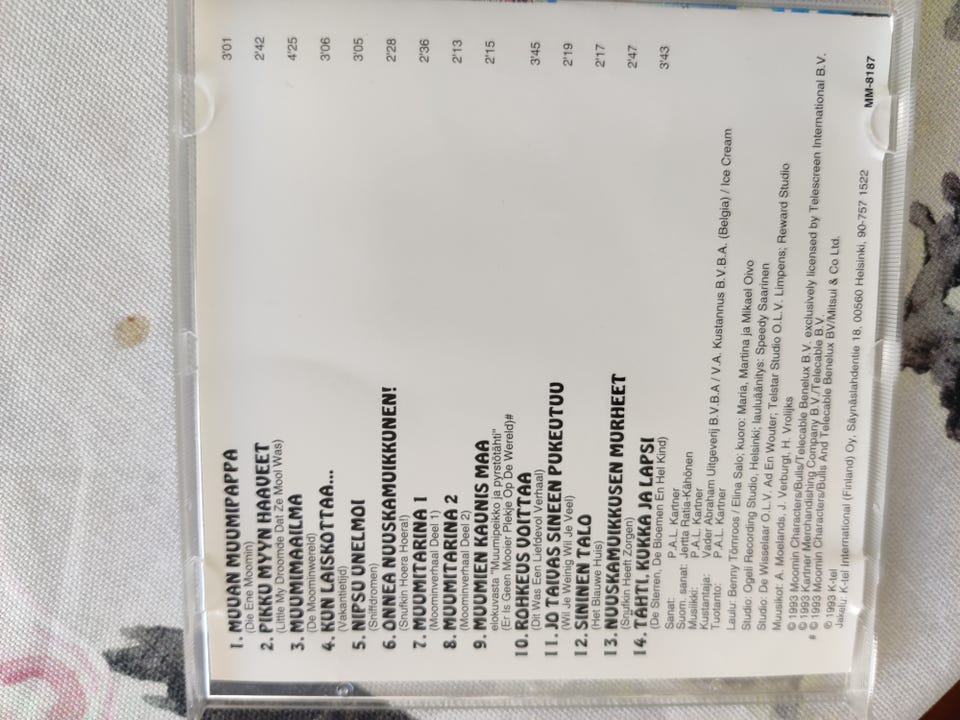 1. MUUAN MUUMIPAPPA 3'01
(Die Ene Moomin)
2. PIKKU MYYN HAAVEET 2'42
(Little My Droomde Dat Ze Mooi Was)
3. MUUMIMAAILMA 4'25
(De Moominwereld)
4. KUN LAISKOTTAA... 3'06
(Vakantietijd)
5. NIPSU UNELMOI 3'05
(Sniffdromen)
6. ONNEA NUUSKAMUIKKUNEN! 2'28
(Snufkin Hoera Hoera!)
7. MUUMITARINA 1 2'36
(Moominverhaal Deel 1)
8. MUUMITARINA 2 2'13
(Moominverhaal Deel 2)
9. MUUMIEN KAUNIS MAA 2'15
elokuvasta "Muumipeikko ja pyrstötähti"
(Er Is Geen Mooier Plekje Op De Wereld)#
10. ROHKEUS VOITTAA 3'45
(Dit Was Een Liefdevol Verhaal)
11. JO TAIVAS SINEEN PUKEUTUU 2'19
(Wil Je Weinig Wil Je Veel)
12. SININEN TALO 2'17
(Het Blauwe Huis)
13. NUUSKAMUIKKUSEN MURHEET 2'47
(Snufkin Heeft Zorgen)
14. TÄHTI, KUKKA JA LAPSI 3'43
(De Sterren, De Bloemen En Het Kind)
Sanat: P.A.L. Kartner
Suom. sanat: Jertta Ratia-Kähönen
Musiikki: P.A.L. Kartner
Kustantaja: Vader Abraham Uitgeverij B.V.B.A / V.A. Kustannus B.V.B.A. (Belgia) / Ice Cream
Tuotanto: P.A.L. Kartner
Laulu: Benny Törnroos / Elina Salo; kuoro: Maria, Martina ja Mikael Oivo
Studio: Ogeli Recording Studio, Helsinki; lauluäänitys: Speedy Saarinen
Studio: De Wisselaar O.L.V. Ad En Wouter; Telstar Studio O.L.V. Limpens; Reward Studio
Muusikot: A. Moelands, J. Verburgt, H. Vrolijks
© 1993 Moomin Characters/Bulls/Telecable Benelux B.V. exclusively licensed by Telescreen International B.V.
© 1993 Kartner Merchandising Company B.V./Telecable B.V.
# © 1993 Moomin Characters/Bulls And Telecable Benelux BV/Mitsui & Co Ltd.
℗ 1993 K-tel
Jakelu: K-tel International (Finland) Oy, Säynäslahdentie 18, 00560 Helsinki, 90-757 1522
MM-8187